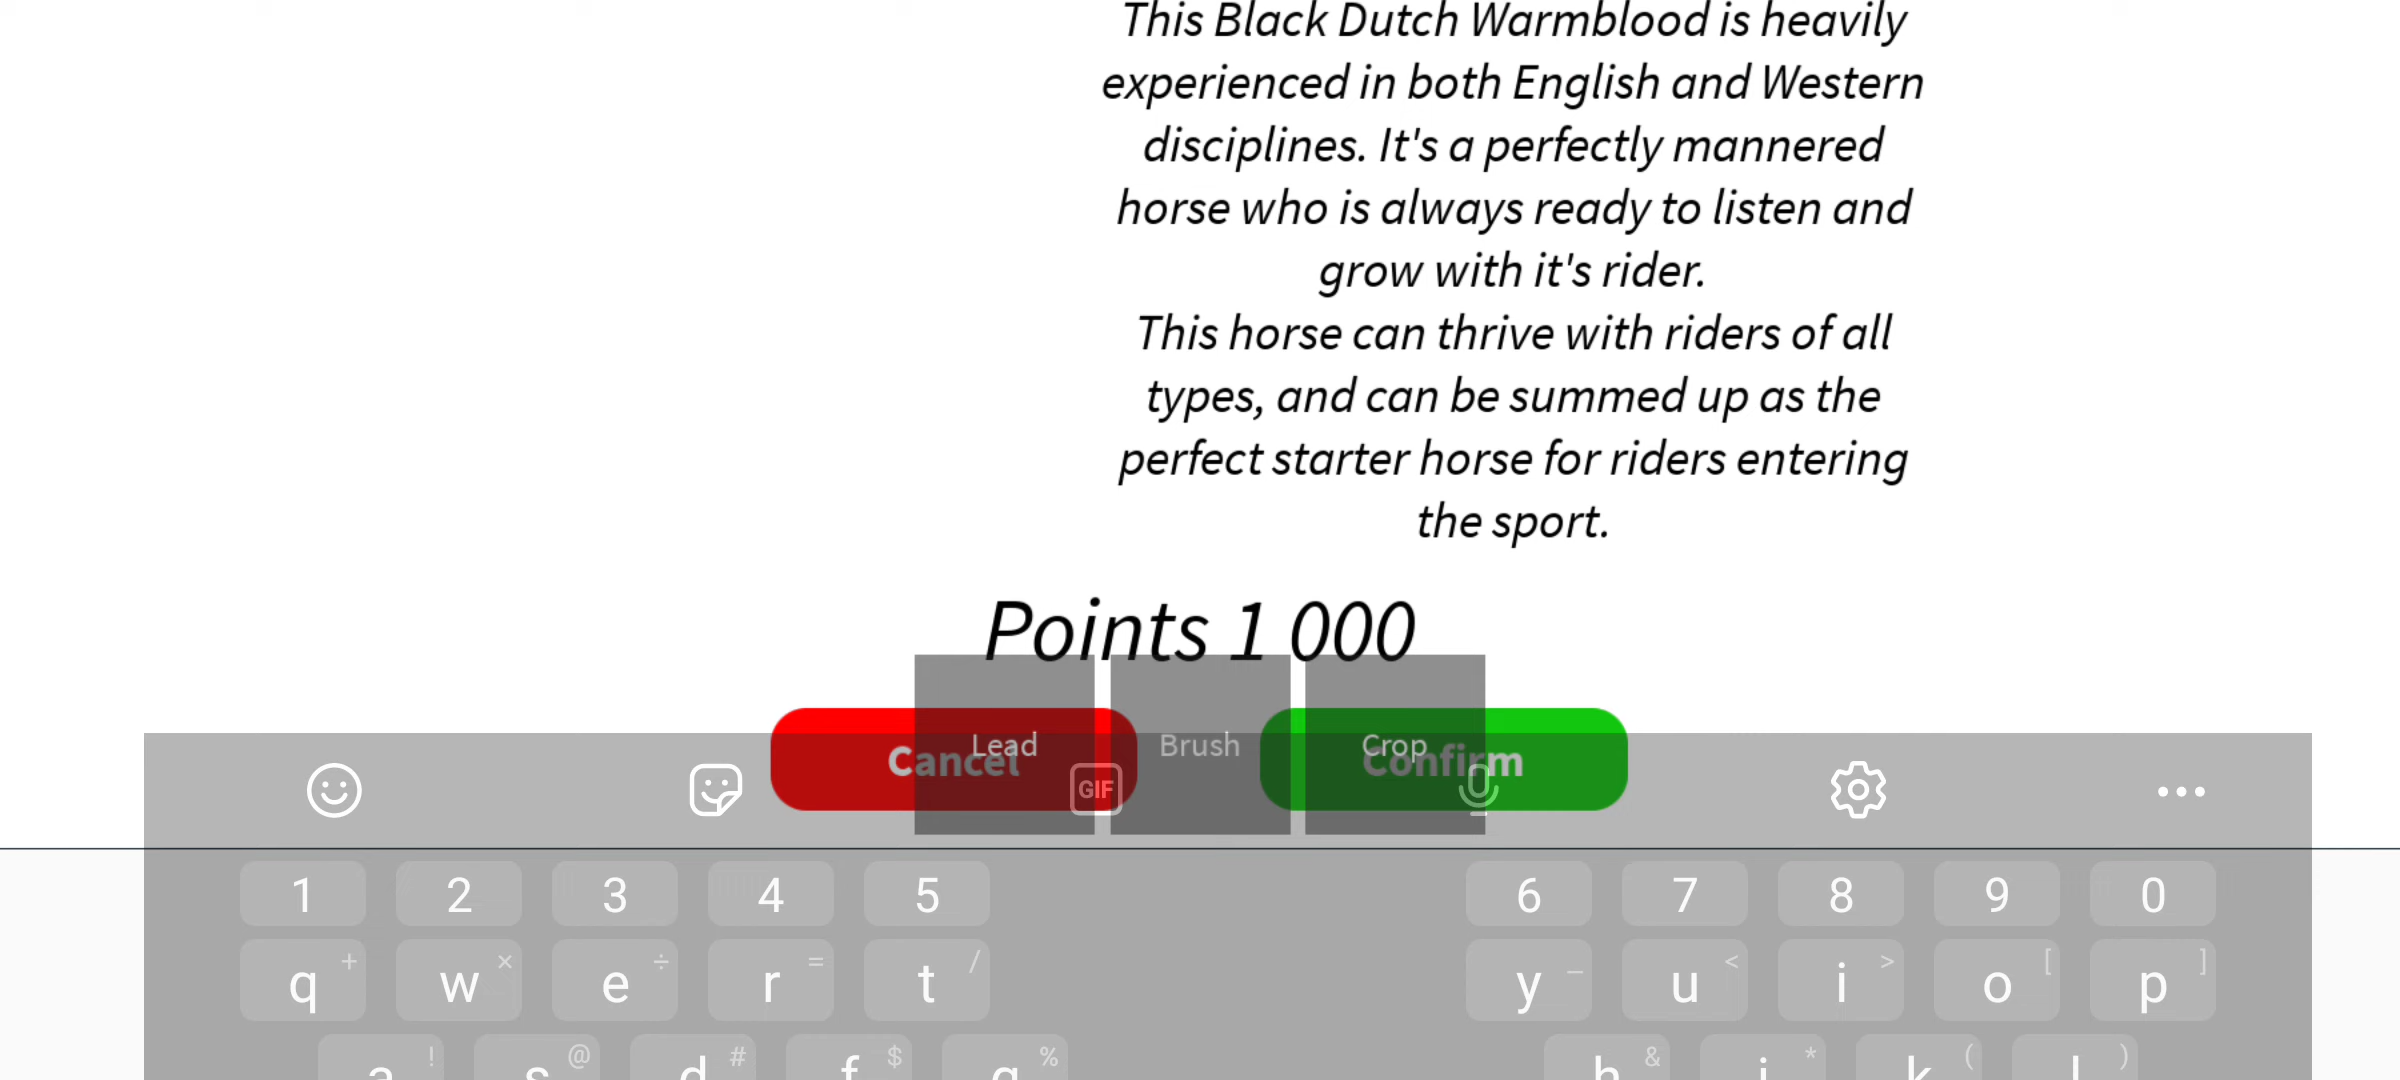 This Black Dutch Warmblood is heavily
experienced in both English and Western
disciplines. It's a perfectly mannered
horse who is always ready to listen and
grow with it's rider.
This horse can thrive with riders of all
types, and can be summed up as the
perfect starter horse for riders entering
the sport.
Points 1 000
Lead Brush Crop
Cancel Confirm
GIF
1 2 3 4 5 6 7 8 9 0
+ × ÷ = / _ < > [ ]
q w e r t y u i o p
! @ # $ % & * ( )
a s d f g h j k l